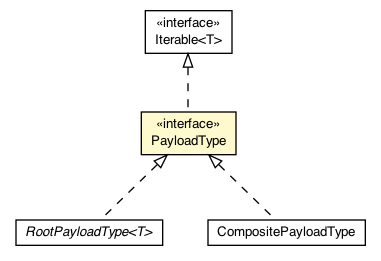 «interface»
Iterable<T>
«interface»
PayloadType
RootPayloadType<T>
CompositePayloadType